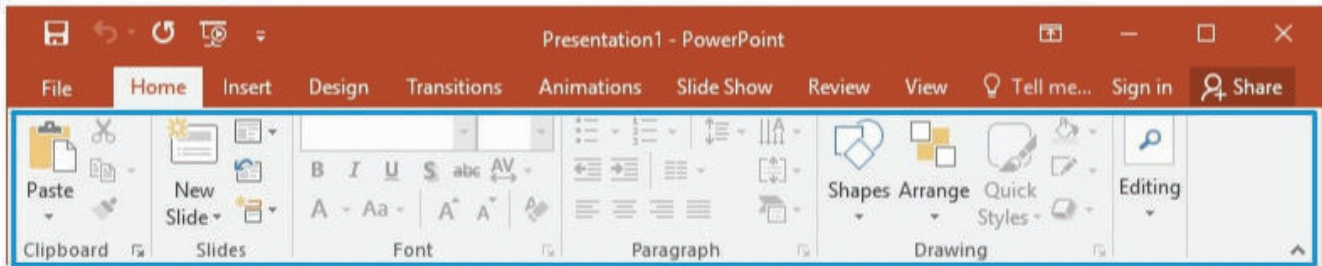 Presentation1 - PowerPoint
File Home Insert Design Transitions Animations Slide Show Review View Tell me... Sign in Share
Paste
New
Slide
B I U S abc AV
A Aa A A
Shapes Arrange Quick
Styles
Editing
Clipboard Slides Font Paragraph Drawing